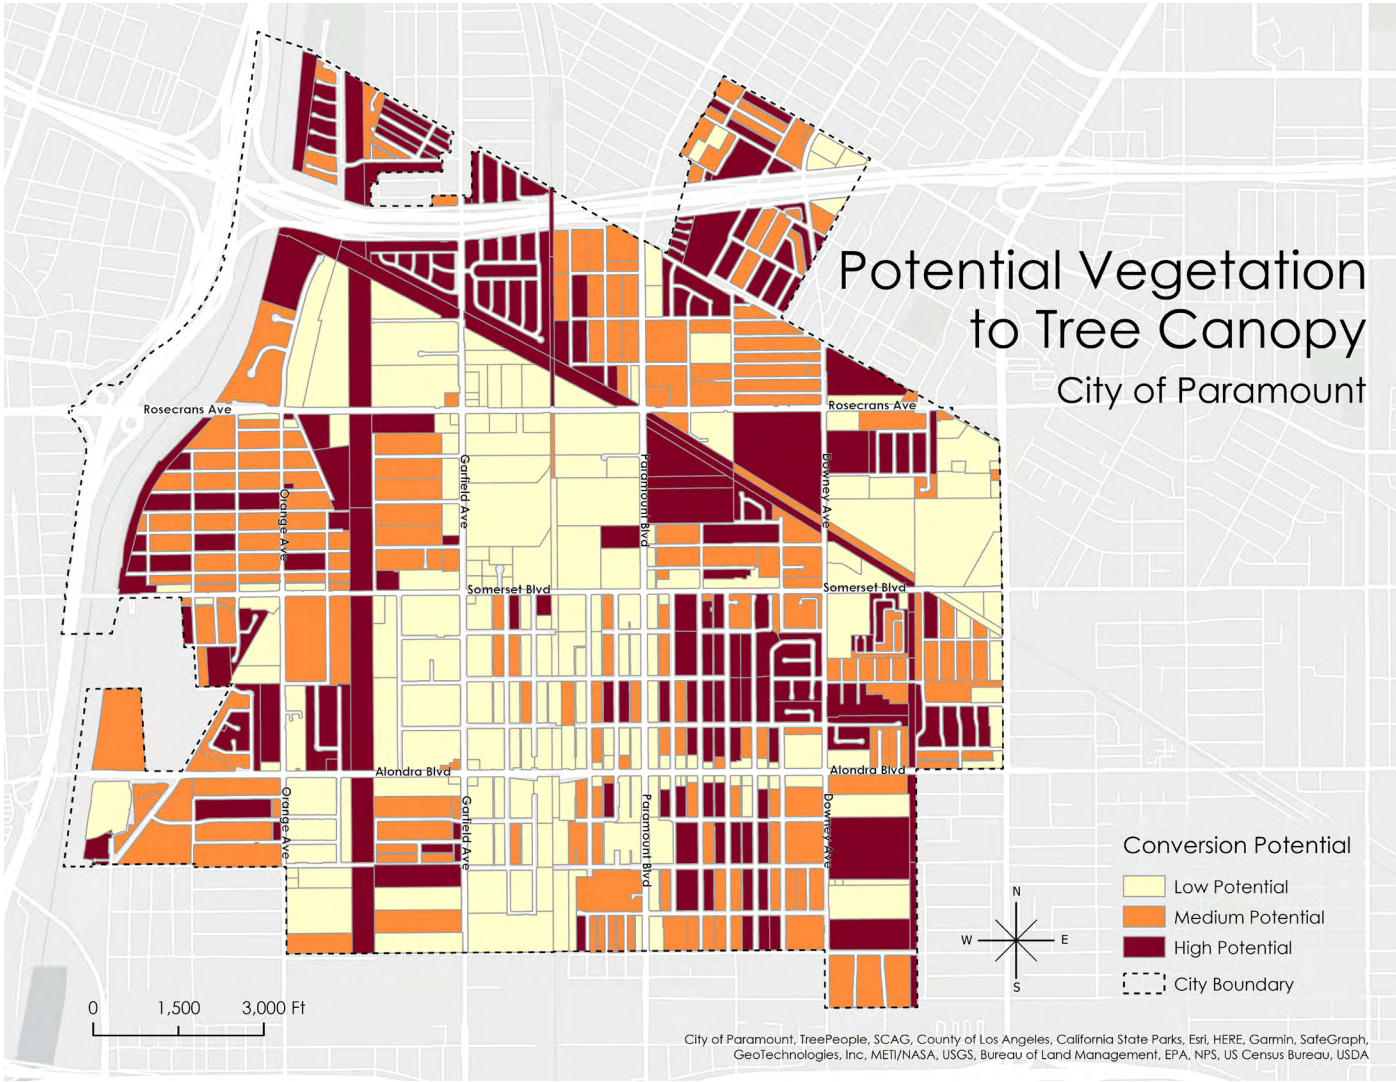 Potential Vegetation
to Tree Canopy
City of Paramount
Rosecrans Ave
Rosecrans Ave
Garfield Ave
Paramount Blvd
Downey Ave
Orange Ave
Somerset Blvd
Somerset Blvd
Alondra Blvd
Alondra Blvd
Orange Ave
Garfield Ave
Paramount Blvd
Downey Ave
Conversion Potential
Low Potential
Medium Potential
High Potential
City Boundary
N
W E
S
0 1,500 3,000 Ft
City of Paramount, TreePeople, SCAG, County of Los Angeles, California State Parks, Esri, HERE, Garmin, SafeGraph,
GeoTechnologies, Inc, METI/NASA, USGS, Bureau of Land Management, EPA, NPS, US Census Bureau, USDA